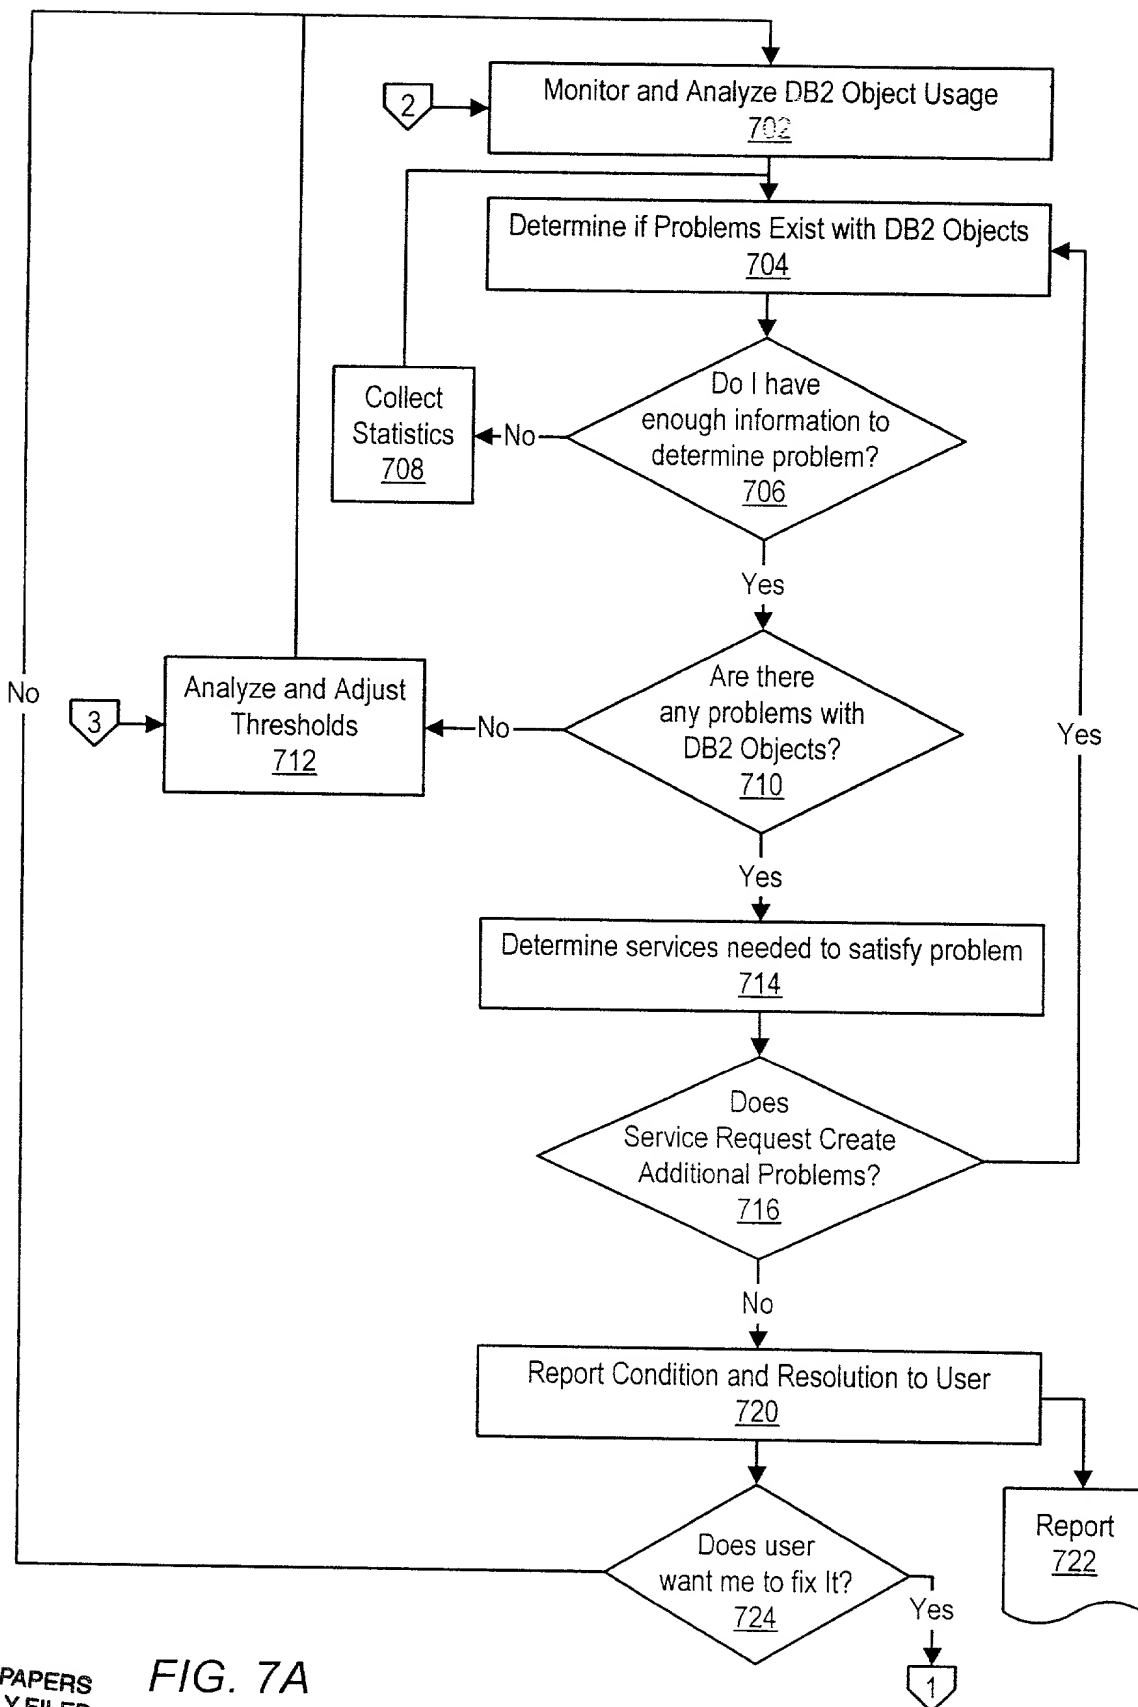 2
Monitor and Analyze DB2 Object Usage
702
Determine if Problems Exist with DB2 Objects
704
Do I have
enough information to
determine problem?
706
No
Collect
Statistics
708
Yes
Are there
any problems with
DB2 Objects?
710
No
Analyze and Adjust
Thresholds
712
3
No
Yes
Yes
Determine services needed to satisfy problem
714
Does
Service Request Create
Additional Problems?
716
No
Report Condition and Resolution to User
720
Report
722
Does user
want me to fix It?
724
Yes
1
FIG. 7A
PAPERS